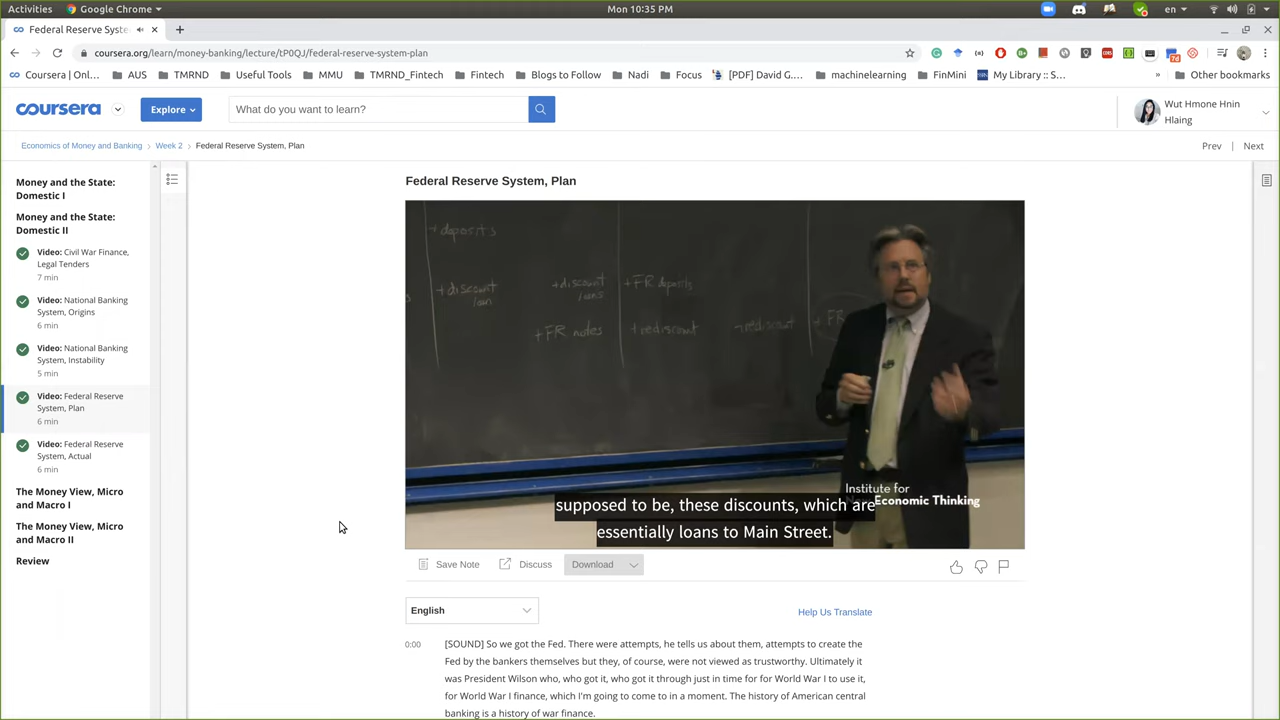 Activities
Google Chrome
Mon 10:35 PM
en
Federal Reserve Syste
coursera.org/learn/money-banking/lecture/tP0QJ/federal-reserve-system-plan
7d
Coursera | Onl...
AUS
TMRND
Useful Tools
MMU
TMRND_Fintech
Fintech
Blogs to Follow
Nadi
Focus
[PDF] David G....
machinelearning
FinMini
My Library :: S...
»
Other bookmarks
coursera
Explore
What do you want to learn?
Wut Hmone Hnin
Hlaing
Economics of Money and Banking
Week 2
Federal Reserve System, Plan
Prev
Next
Money and the State:
Domestic I
Money and the State:
Domestic II
Video: Civil War Finance,
Legal Tenders
7 min
Video: National Banking
System, Origins
6 min
Video: National Banking
System, Instability
5 min
Video: Federal Reserve
System, Plan
6 min
Video: Federal Reserve
System, Actual
6 min
The Money View, Micro
and Macro I
The Money View, Micro
and Macro II
Review
Federal Reserve System, Plan
+deposits
+discount
loan
+discount
loans
+FR deposits
+FR notes
+rediscount
+rediscount
+FR
Institute for
Economic Thinking
supposed to be, these discounts, which are
essentially loans to Main Street.
Save Note
Discuss
Download
English
Help Us Translate
0:00
[SOUND] So we got the Fed. There were attempts, he tells us about them, attempts to create the
Fed by the bankers themselves but they, of course, were not viewed as trustworthy. Ultimately it
was President Wilson who, who got it, who got it through just in time for for World War I to use it,
for World War I finance, which I'm going to come to in a moment. The history of American central
banking is a history of war finance.